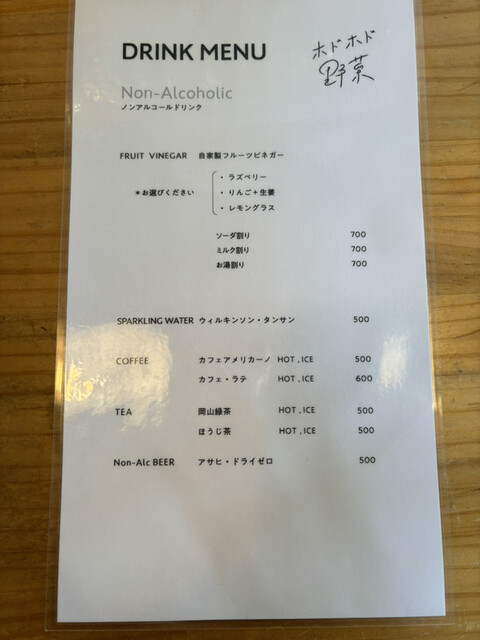 DRINK MENU
ホドホド
野菜
Non-Alcoholic
ノンアルコールドリンク
FRUIT VINEGAR 自家製フルーツビネガー
・ラズベリー
*お選びください ・りんご+生姜
・レモングラス
ソーダ割り 700
ミルク割り 700
お湯割り 700
SPARKLING WATER ウィルキンソン・タンサン 500
COFFEE カフェアメリカーノ HOT , ICE 500
カフェ・ラテ HOT , ICE 600
TEA 岡山緑茶 HOT , ICE 500
ほうじ茶 HOT , ICE 500
Non-Alc BEER アサヒ・ドライゼロ 500